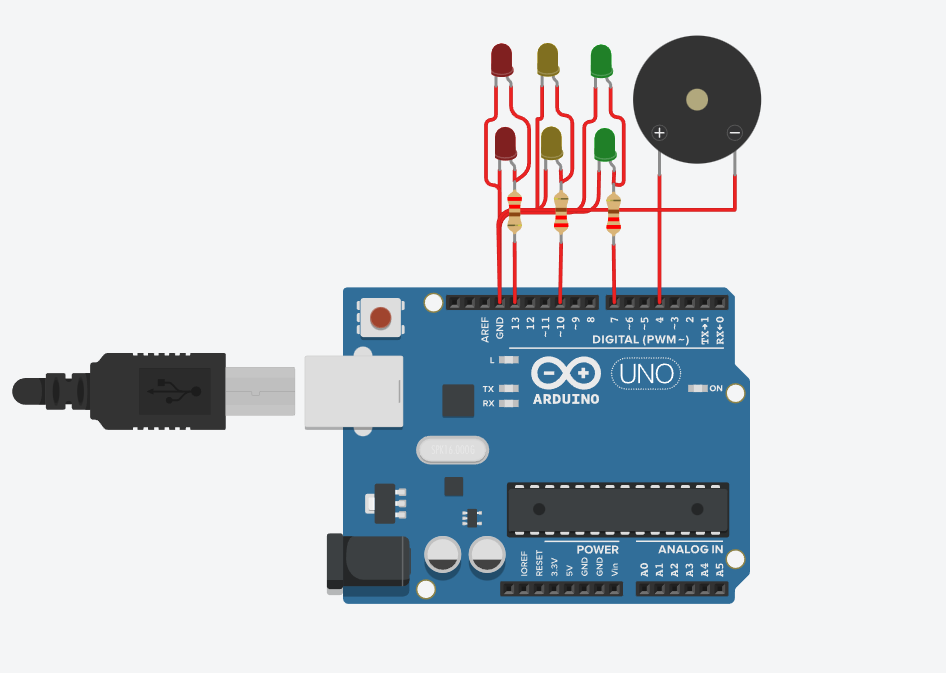 + −
AREF
GND
13
12
~11
~10
~9
8
7
~6
~5
4
~3
2
TX→1
RX←0
DIGITAL (PWM~)
L
TX
RX
− +
UNO
ON
ARDUINO
POWER
ANALOG IN
IOREF
RESET
3.3V
5V
GND
GND
Vin
A0
A1
A2
A3
A4
A5